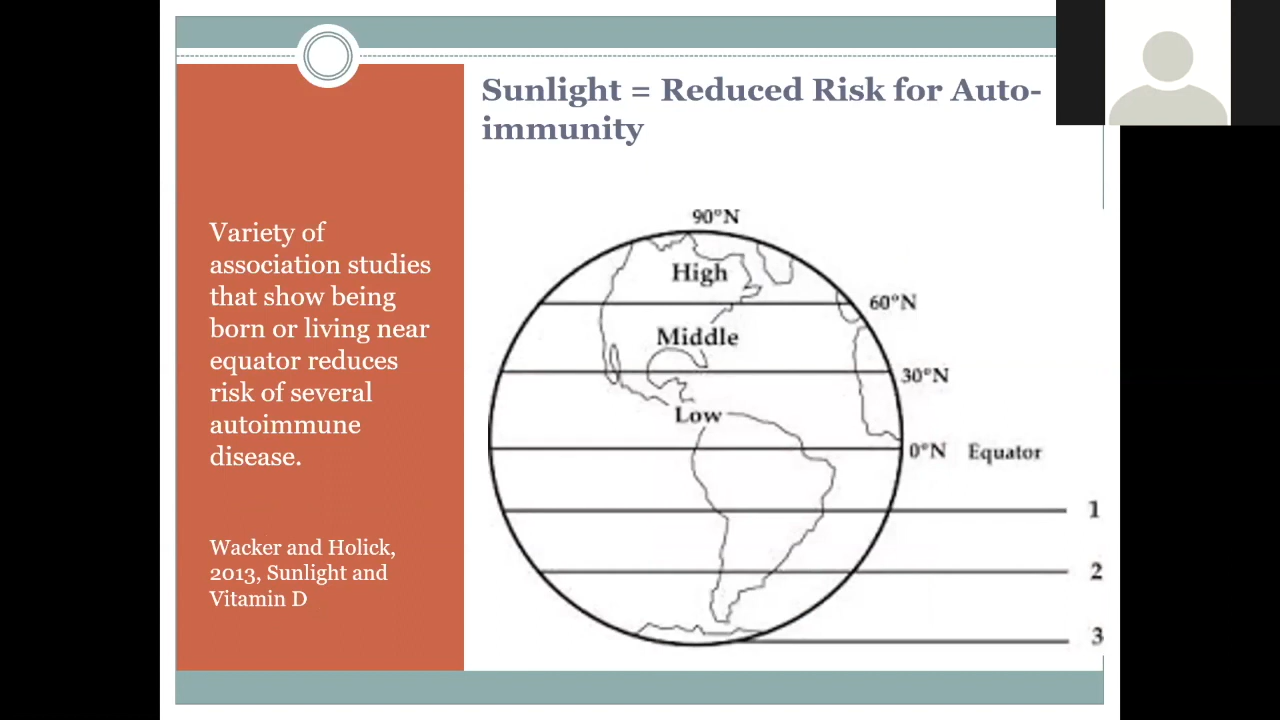 Sunlight = Reduced Risk for Auto-
immunity
Variety of
association studies
that show being
born or living near
equator reduces
risk of several
autoimmune
disease.
Wacker and Holick,
2013, Sunlight and
Vitamin D
90°N
High
60°N
Middle
30°N
Low
0°N Equator
1
2
3